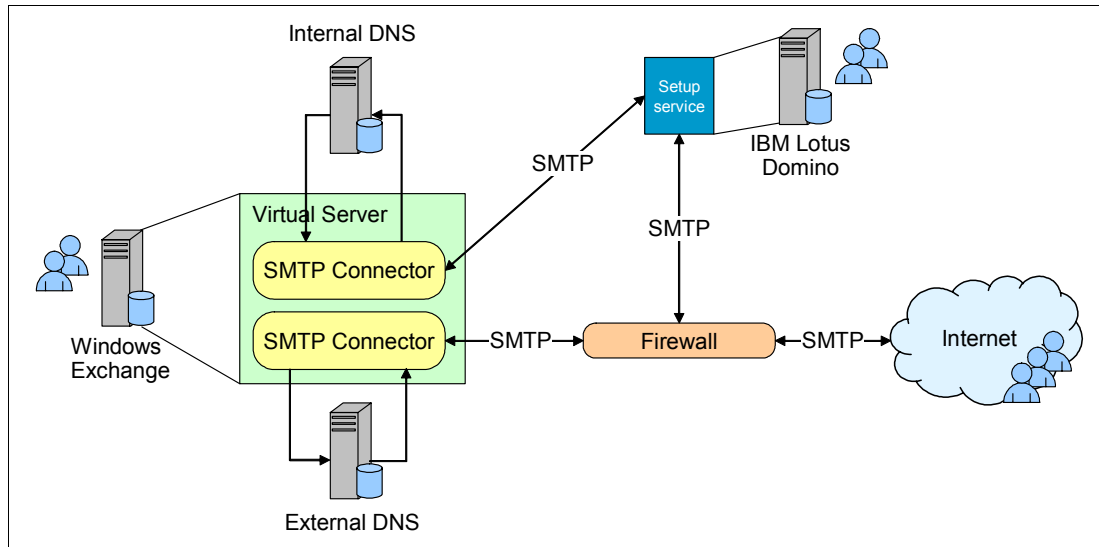 Internal DNS
Setup
service
IBM Lotus
Domino
SMTP
Virtual Server
SMTP Connector
SMTP
SMTP Connector
Windows
Exchange
SMTP
Firewall
SMTP
Internet
External DNS